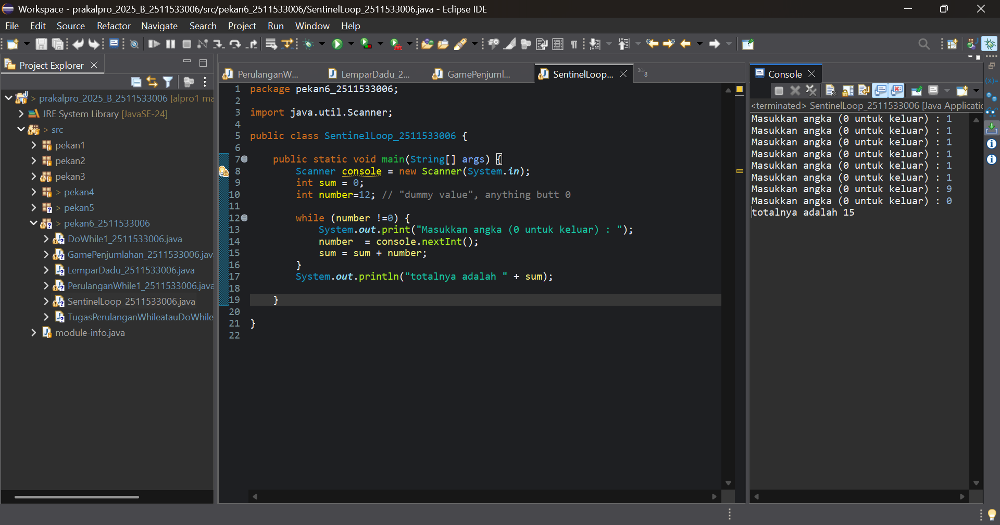 Workspace - prakalpro_2025_B_2511533006/src/pekan6_2511533006/SentinelLoop_2511533006.java - Eclipse IDE
File Edit Source Refactor Navigate Search Project Run Window Help
Project Explorer
> prakalpro_2025_B_2511533006 [alpro1 ma
JRE System Library [JavaSE-24]
> src
pekan1
pekan2
pekan3
> pekan4
> pekan5
> pekan6_2511533006
DoWhile1_2511533006.java
GamePenjumlahan_2511533006.jav
LemparDadu_2511533006.java
PerulanganWhile1_2511533006.java
SentinelLoop_2511533006.java
TugasPerulanganWhileatauDoWhile
module-info.java
PerulanganW... LemparDadu_2... GamePenjuml... SentinelLoop... »8
1 package pekan6_2511533006;
2
3 import java.util.Scanner;
4
5 public class SentinelLoop_2511533006 {
6
7 public static void main(String[] args) {
8 Scanner console = new Scanner(System.in);
9 int sum = 0;
10 int number=12; // "dummy value", anything butt 0
11
12 while (number !=0) {
13 System.out.print("Masukkan angka (0 untuk keluar) : ");
14 number  = console.nextInt();
15 sum = sum + number;
16 }
17 System.out.println("totalnya adalah " + sum);
18
19 }
20
21 }
22
Console
<terminated> SentinelLoop_2511533006 [Java Applicatio
Masukkan angka (0 untuk keluar) : 1
Masukkan angka (0 untuk keluar) : 1
Masukkan angka (0 untuk keluar) : 1
Masukkan angka (0 untuk keluar) : 1
Masukkan angka (0 untuk keluar) : 1
Masukkan angka (0 untuk keluar) : 1
Masukkan angka (0 untuk keluar) : 9
Masukkan angka (0 untuk keluar) : 0
totalnya adalah 15